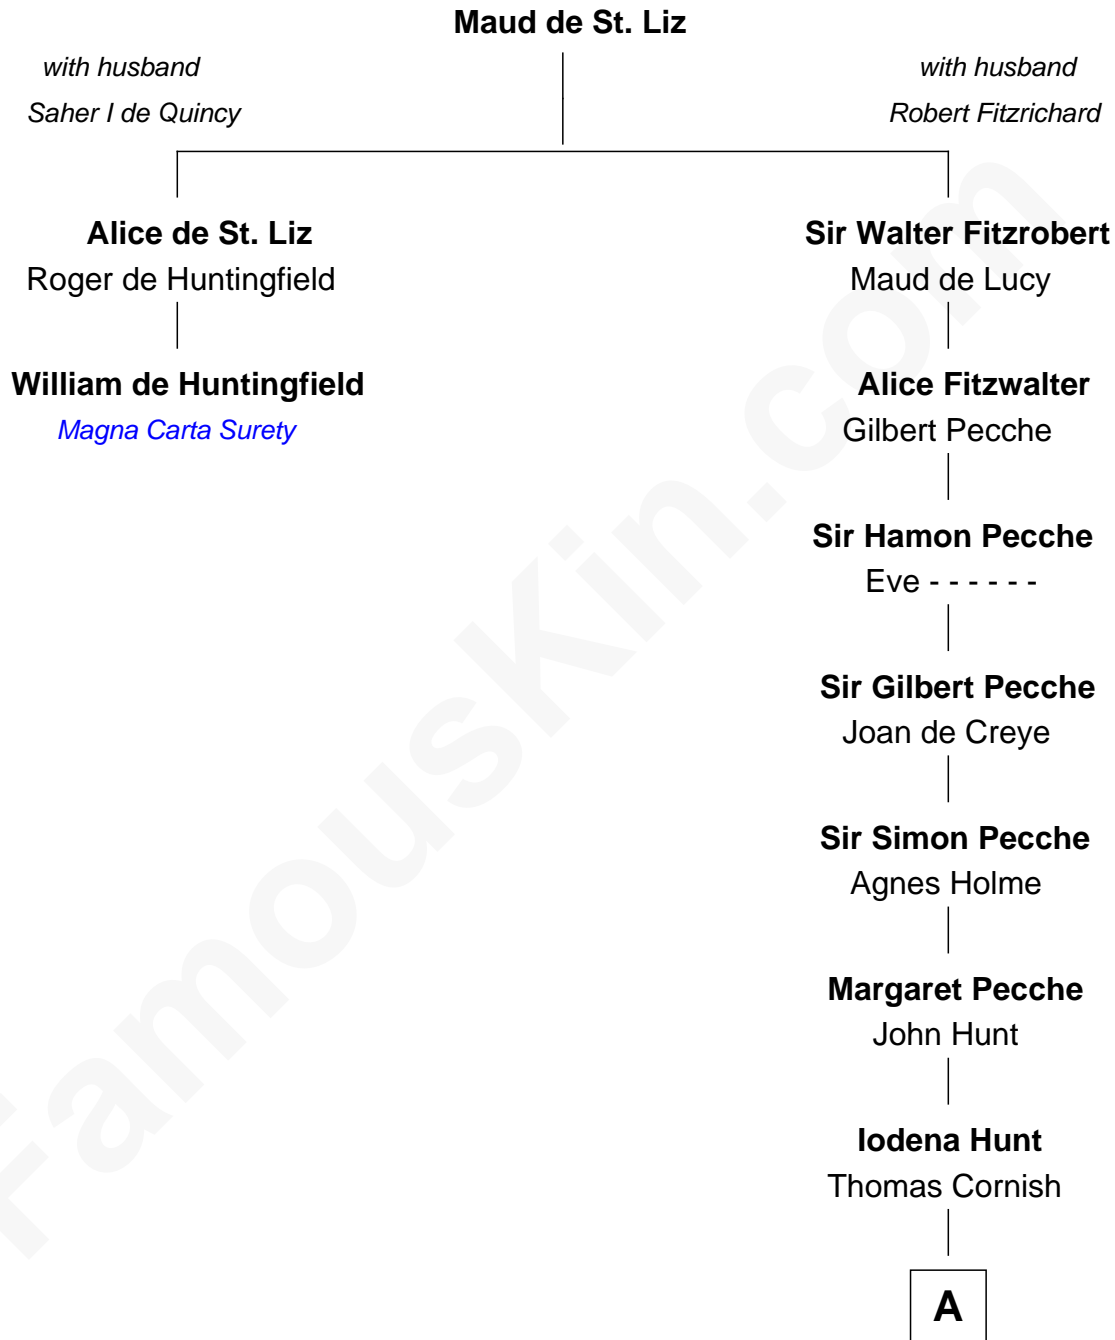 Maud de St. Liz
with husband
Saher I de Quincy
with husband
Robert Fitzrichard
Alice de St. Liz
Roger de Huntingfield
William de Huntingfield
Magna Carta Surety
Sir Walter Fitzrobert
Maud de Lucy
Alice Fitzwalter
Gilbert Pecche
Sir Hamon Pecche
Eve - - - - - -
Sir Gilbert Pecche
Joan de Creye
Sir Simon Pecche
Agnes Holme
Margaret Pecche
John Hunt
Iodena Hunt
Thomas Cornish
A
FamousKin.com